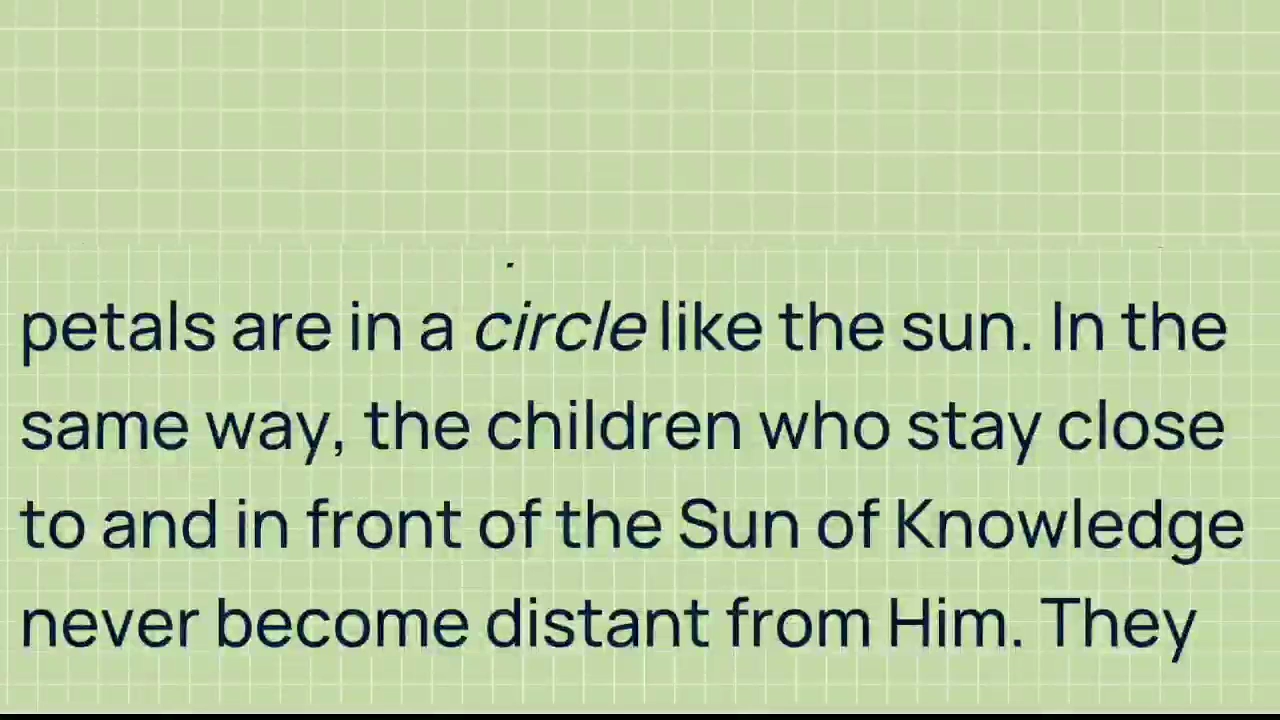 petals are in a circle like the sun. In the
same way, the children who stay close
to and in front of the Sun of Knowledge
never become distant from Him. They